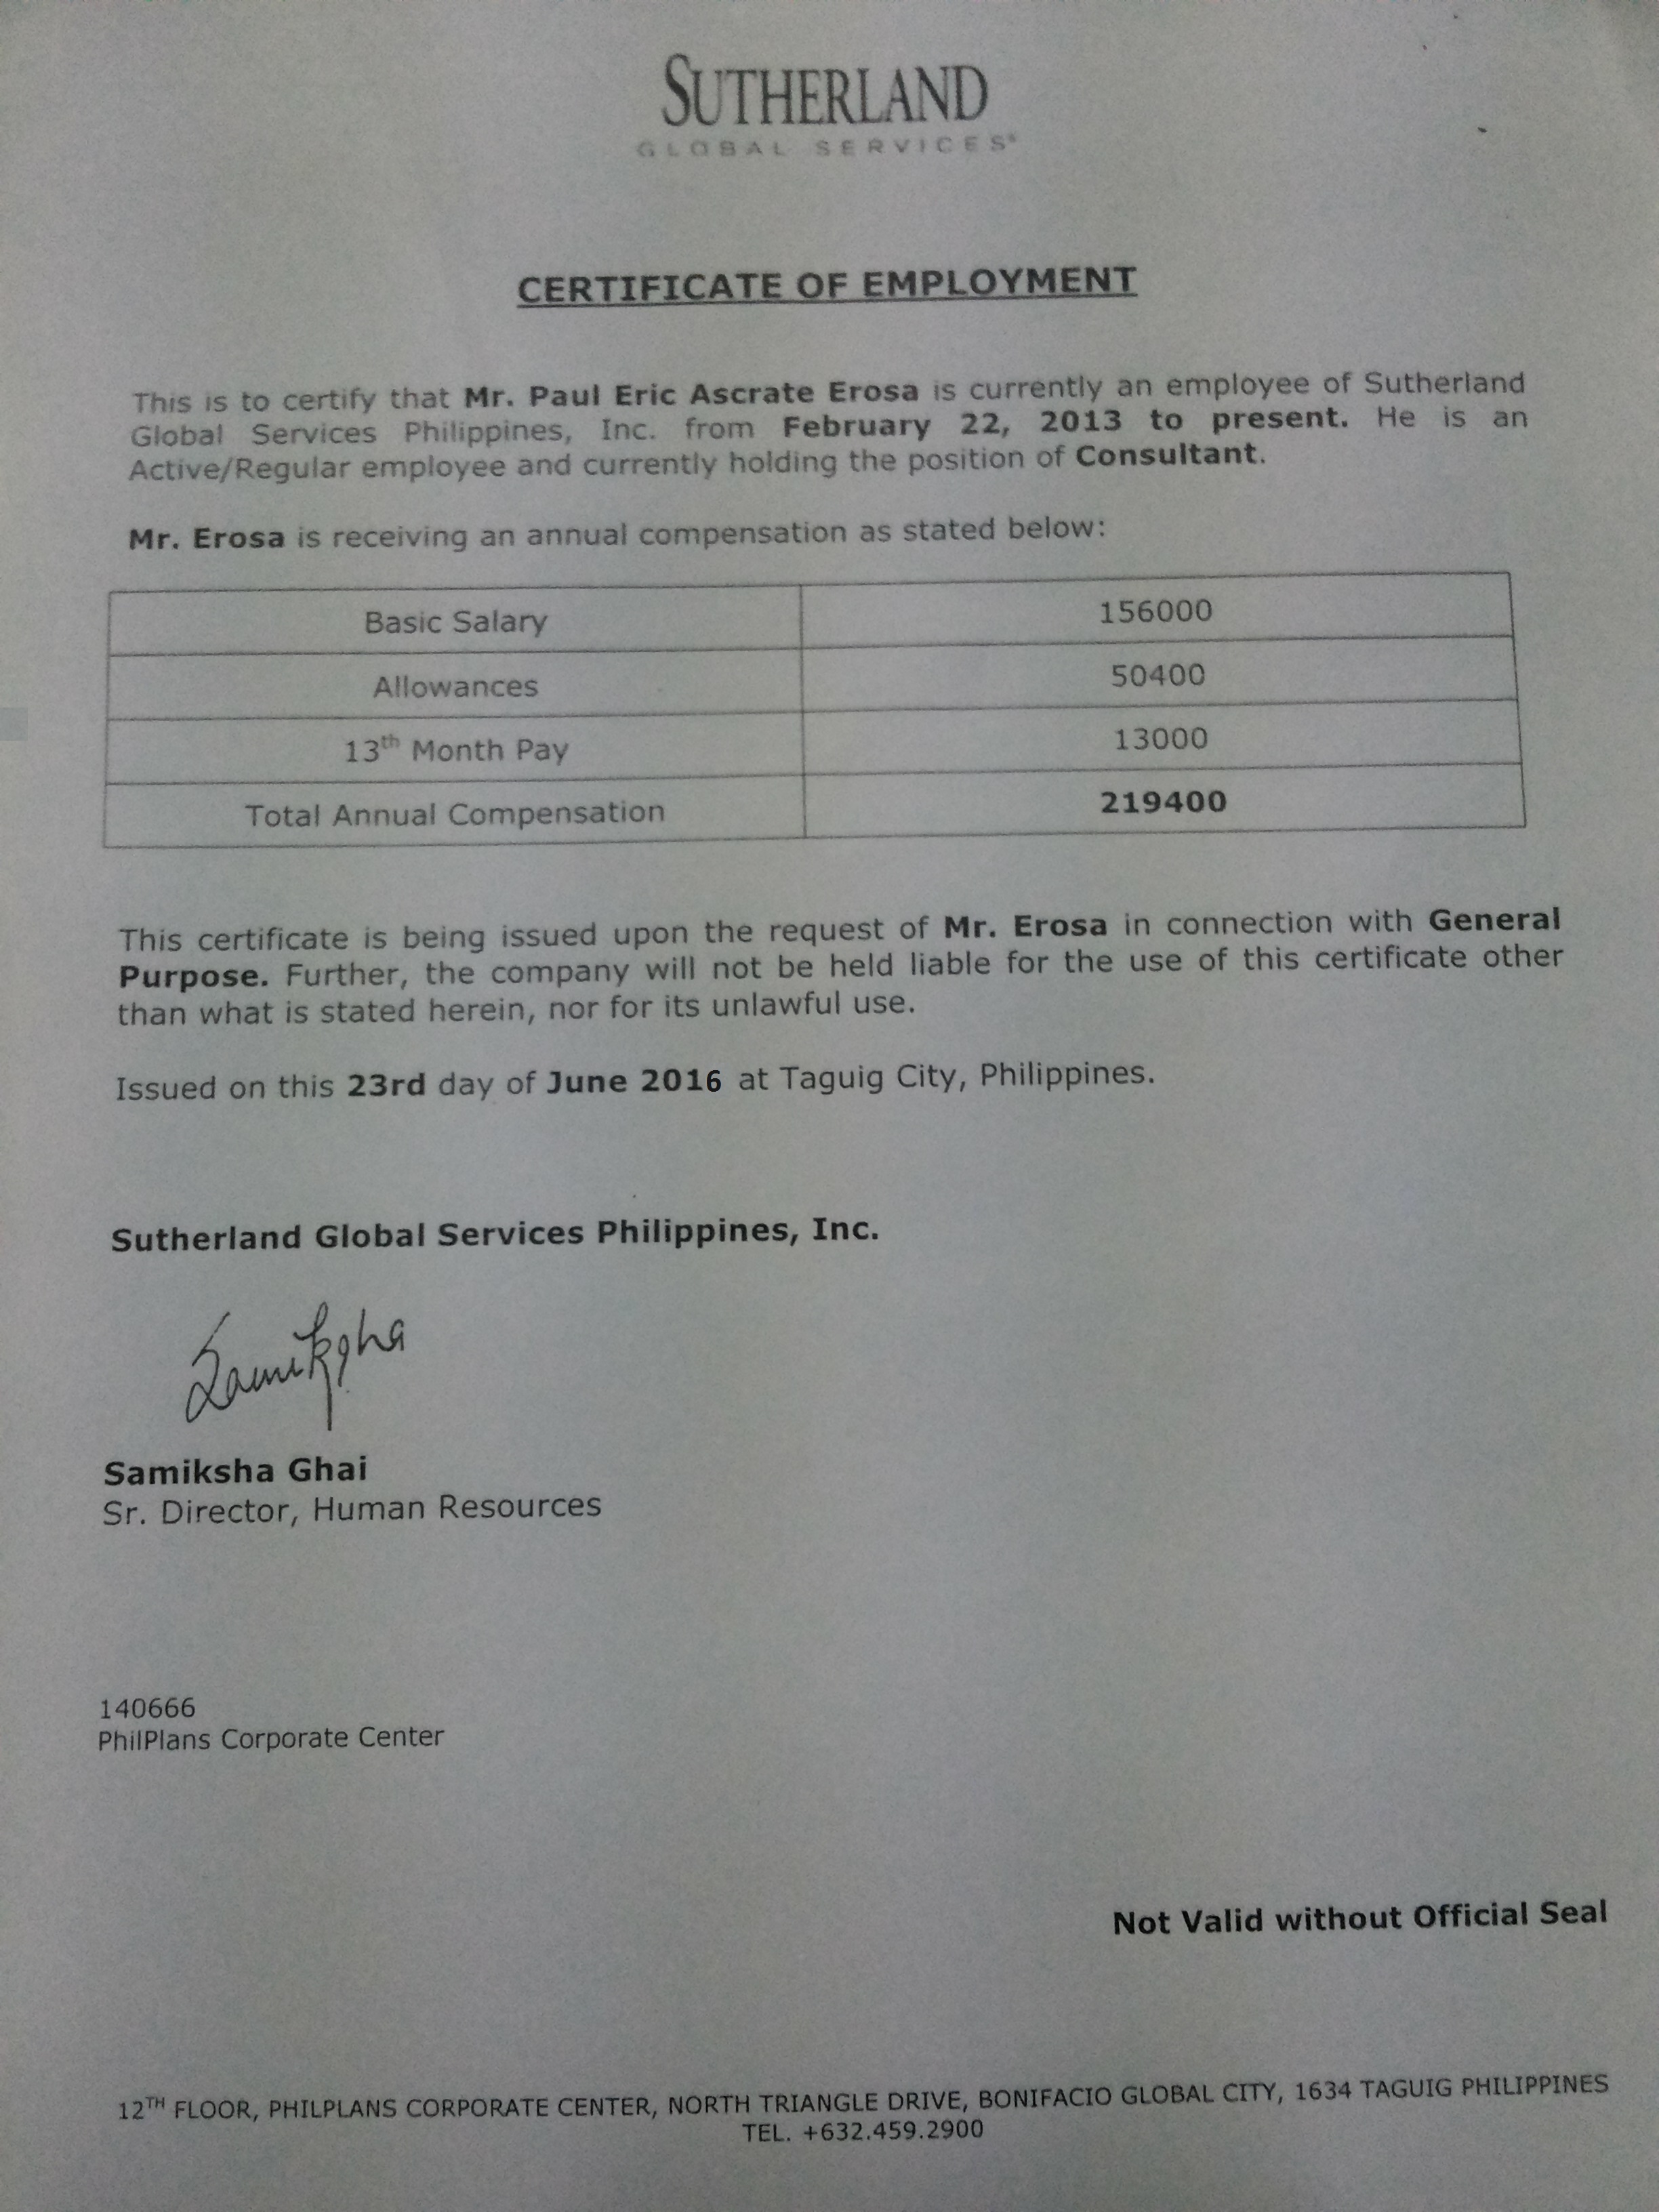 SUTHERLAND
GLOBAL SERVICES®
CERTIFICATE OF EMPLOYMENT
This is to certify that Mr. Paul Eric Ascrate Erosa is currently an employee of Sutherland
Global Services Philippines, Inc. from February 22, 2013 to present. He is an
Active/Regular employee and currently holding the position of Consultant.
Mr. Erosa is receiving an annual compensation as stated below:
Basic Salary 156000
Allowances 50400
13th Month Pay 13000
Total Annual Compensation 219400
This certificate is being issued upon the request of Mr. Erosa in connection with General
Purpose. Further, the company will not be held liable for the use of this certificate other
than what is stated herein, nor for its unlawful use.
Issued on this 23rd day of June 2016 at Taguig City, Philippines.
Sutherland Global Services Philippines, Inc.
Samiksha
Samiksha Ghai
Sr. Director, Human Resources
140666
PhilPlans Corporate Center
Not Valid without Official Seal
12TH FLOOR, PHILPLANS CORPORATE CENTER, NORTH TRIANGLE DRIVE, BONIFACIO GLOBAL CITY, 1634 TAGUIG PHILIPPINES
TEL. +632.459.2900